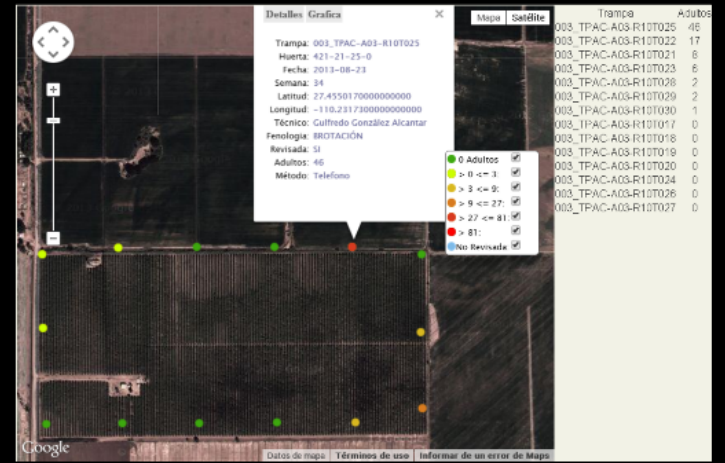 Detalles Grafica
Trampa: 003_TPAC-A03-R10T025
Huerta: 421-21-25-0
Fecha: 2013-08-23
Semana: 34
Latitud: 27.4550170000000000
Longitud: -110.2317300000000000
Técnico: Gulfredo González Alcantar
Fenología: BROTACIÓN
Revisada: SI
Adultos: 46
Método: Telefono
Mapa Satélite
0 Adultos
> 0 <= 3:
> 3 <= 9:
> 9 <= 27:
> 27 <= 81:
> 81:
No Revisada
Trampa Adultos
003_TPAC-A03-R10T025 46
003_TPAC-A03-R10T022 17
003_TPAC-A03-R10T021 8
003_TPAC-A03-R10T023 6
003_TPAC-A03-R10T028 2
003_TPAC-A03-R10T029 2
003_TPAC-A03-R10T030 1
003_TPAC-A03-R10T017 0
003_TPAC-A03-R10T018 0
003_TPAC-A03-R10T019 0
003_TPAC-A03-R10T020 0
003_TPAC-A03-R10T024 0
003_TPAC-A03-R10T026 0
003_TPAC-A03-R10T027 0
Google
Datos de mapa Términos de uso Informar de un error de Maps